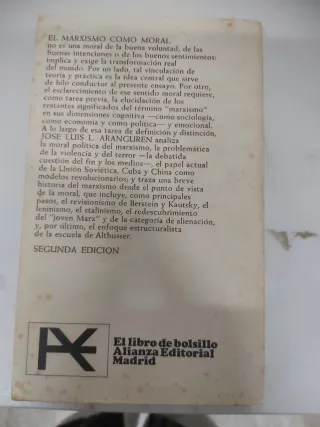 EL MARXISMO COMO MORAL
no es una moral de la buena voluntad, de las
buenas intenciones o de los buenos sentimientos:
implica y exige la transformación real
del mundo. Por un lado, tal vinculación de
teoría y práctica es la idea central que sirve
de hilo conductor al presente ensayo. Por otro,
el esclarecimiento de ese sentido moral requiere,
como tarea previa, la elucidación de los
restantes significados del término "marxismo"
en sus dimensiones cognitiva —como sociología,
como economía y como política— y emocional.
A lo largo de esa tarea de definición y distinción,
JOSE LUIS L. ARANGUREN analiza
la moral política del marxismo, la problemática
de la violencia y del terror —la debatida
cuestión del fin y los medios—, el papel actual
de la Unión Soviética, Cuba y China como
modelos revolucionarios; y traza una breve
historia del marxismo desde el punto de vista
de la moral, que incluye, como principales
pasos, el revisionismo de Berstein y Kautsky, el
leninismo, el stalinismo, el redescubrimiento
del "joven Marx" y de la categoría de alienación,
y, por último, el enfoque estructuralista
de la escuela de Althusser.
SEGUNDA EDICION
El libro de bolsillo
Alianza Editorial
Madrid